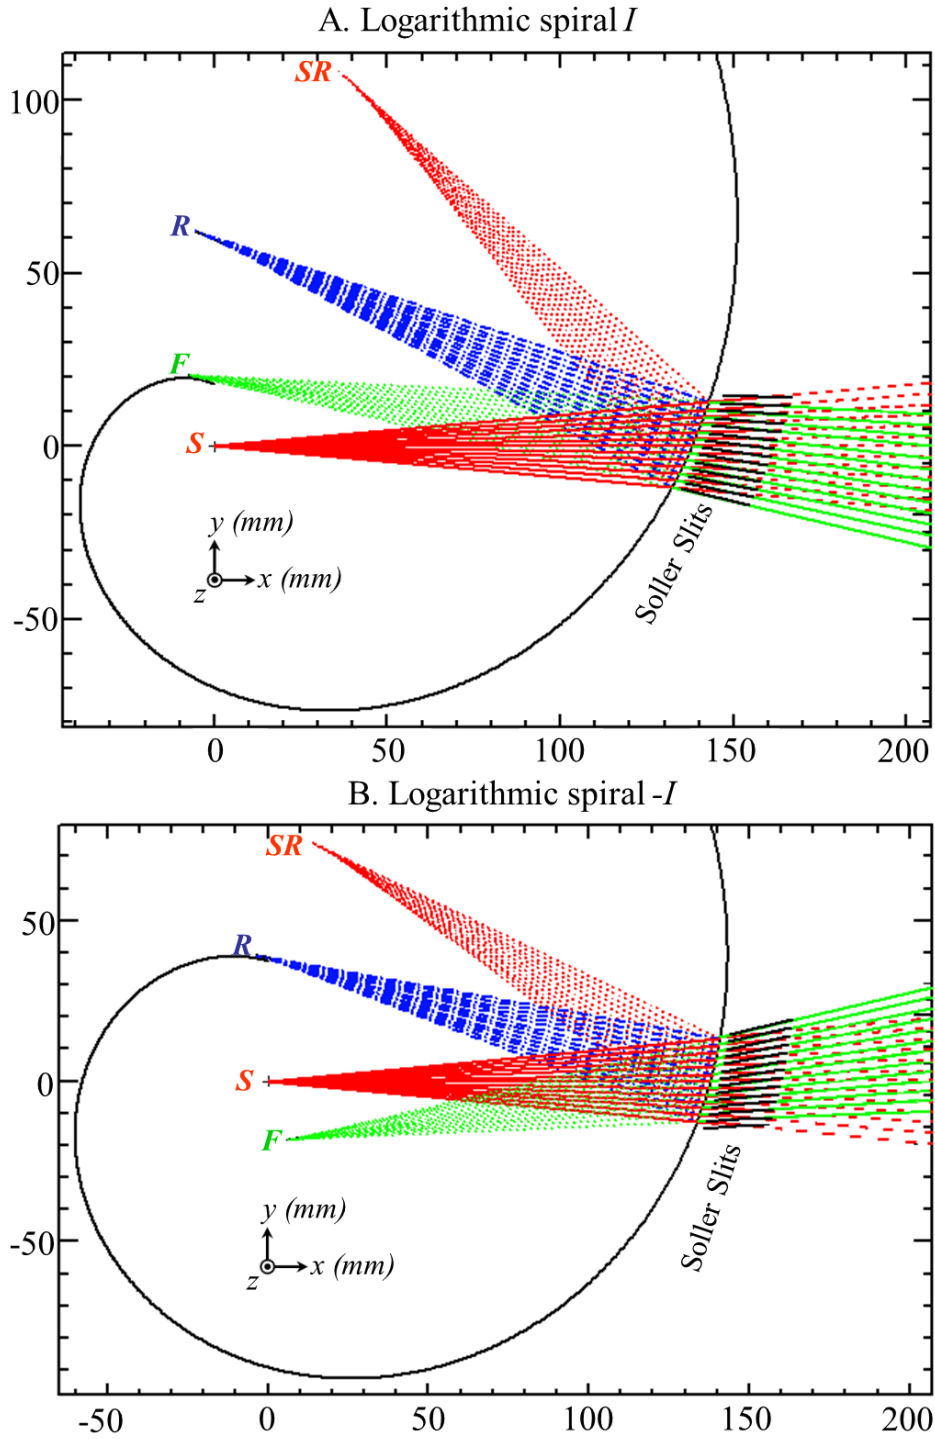 A. Logarithmic spiral I
SR
100
R
50
F
S
0
y (mm)
x (mm)
z
Soller Slits
-50
0
50
100
150
200
B. Logarithmic spiral -I
SR
50
R
S
0
F
y (mm)
x (mm)
z
Soller Slits
-50
-50
0
50
100
150
200